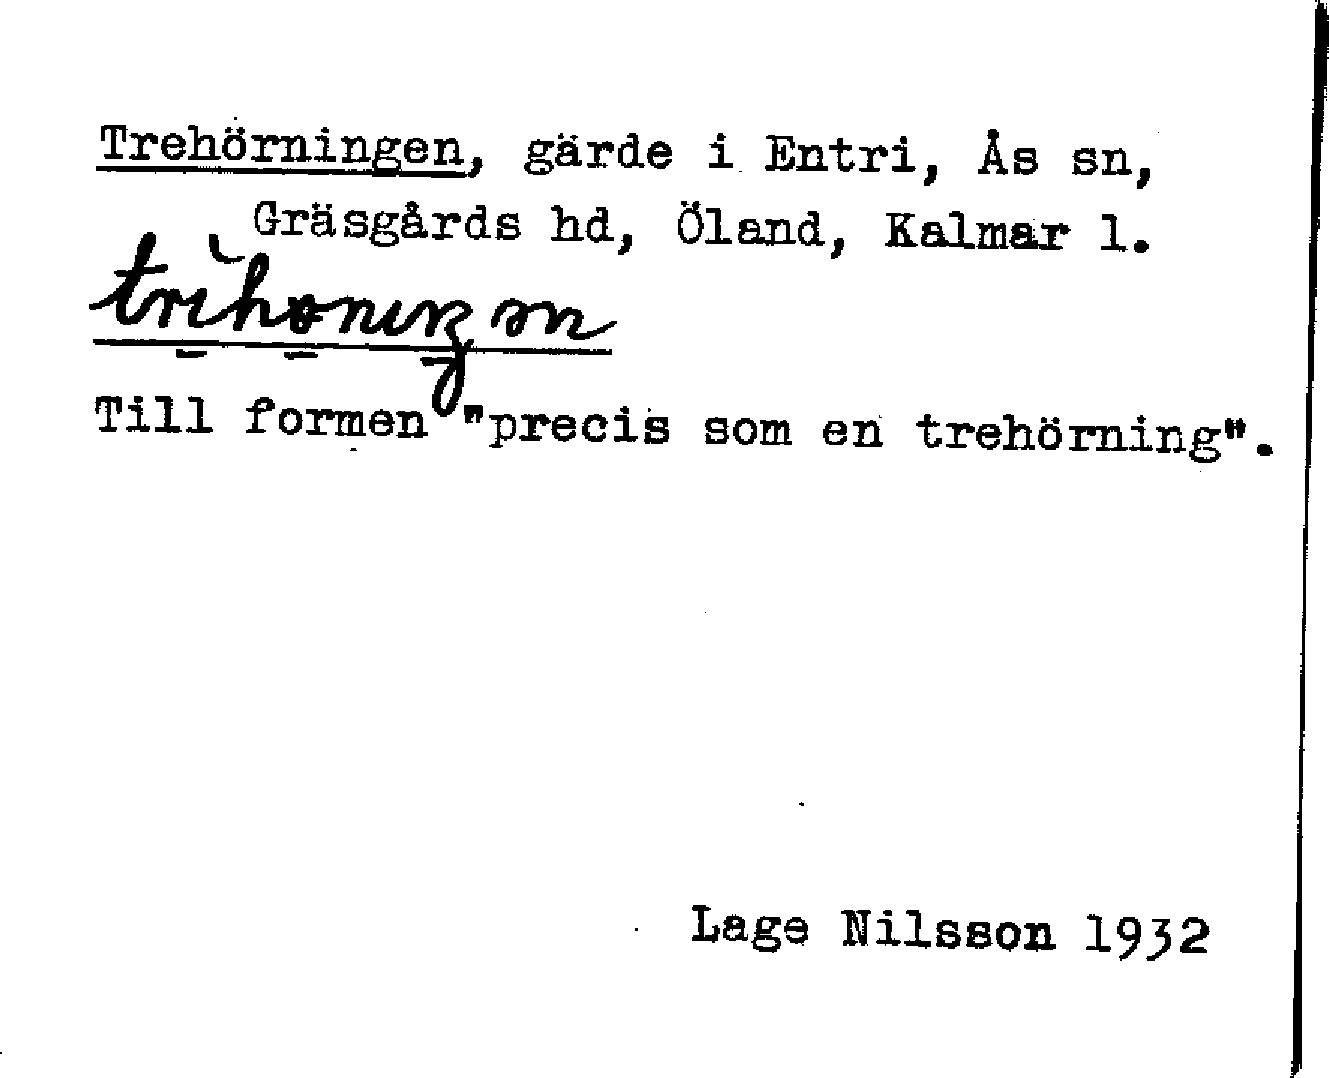 Trehörningen, gärde i Entri, Ås sn,
Gräsgårds hd, Öland, Kalmar l.
Till formen "precis som en trehörning".
Lage Nilsson 1932